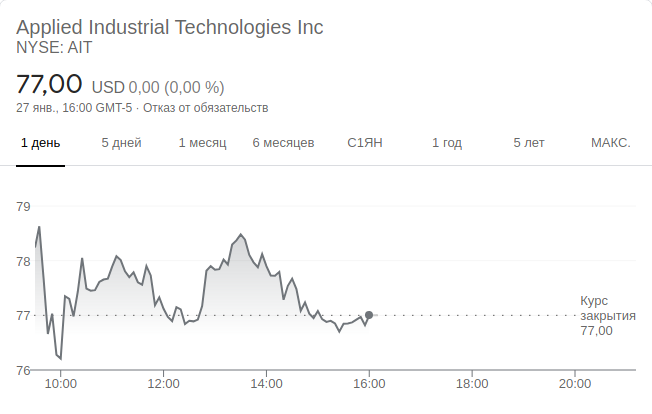 Applied Industrial Technologies Inc
NYSE: AIT
77,00 USD 0,00 (0,00 %)
27 янв., 16:00 GMT-5 · Отказ от обязательств
1 день 5 дней 1 месяц 6 месяцев С1ЯН 1 год 5 лет МАКС.
79
78
77
76
Курс
закрытия
77,00
10:00 12:00 14:00 16:00 18:00 20:00